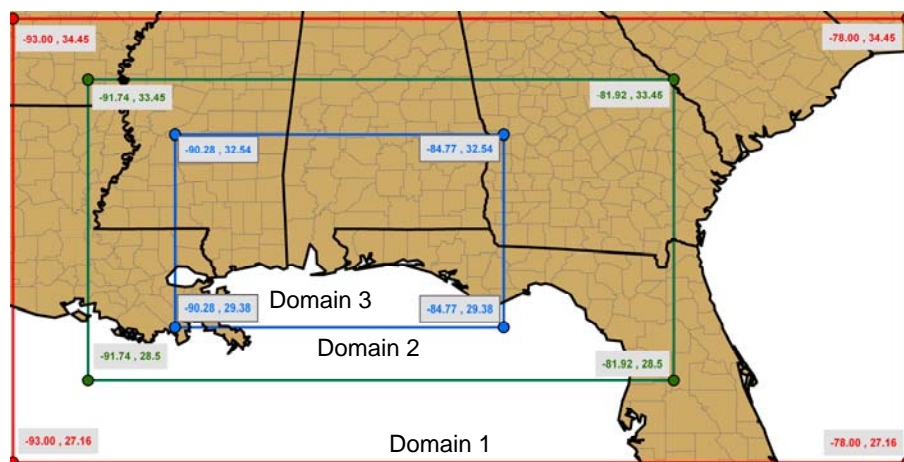 -93.00 , 34.45
-78.00 , 34.45
-91.74 , 33.45
-81.92 , 33.45
-90.28 , 32.54
-84.77 , 32.54
-90.28 , 29.38
Domain 3
-84.77 , 29.38
Domain 2
-91.74 , 28.5
-81.92 , 28.5
-93.00 , 27.16
Domain 1
-78.00 , 27.16